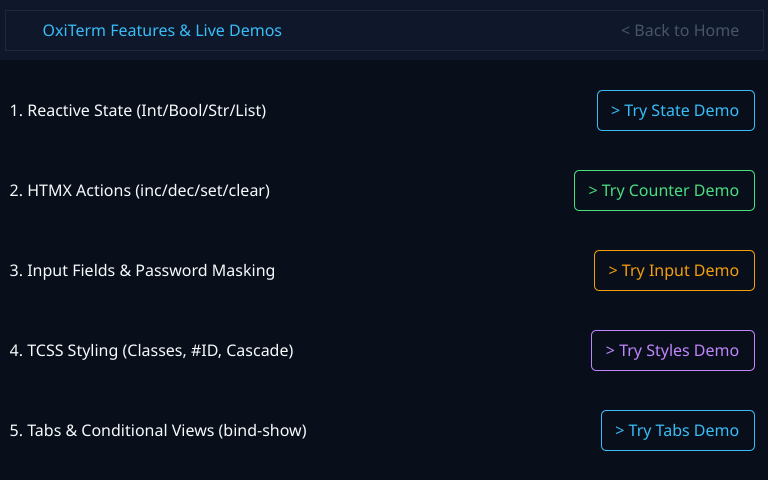 OxiTerm Features & Live Demos < Back to Home
1. Reactive State (Int/Bool/Str/List) > Try State Demo
2. HTMX Actions (inc/dec/set/clear) > Try Counter Demo
3. Input Fields & Password Masking > Try Input Demo
4. TCSS Styling (Classes, #ID, Cascade) > Try Styles Demo
5. Tabs & Conditional Views (bind-show) > Try Tabs Demo